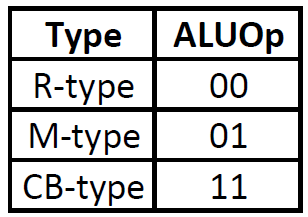 Type ALUOp
R-type 00
M-type 01
CB-type 11